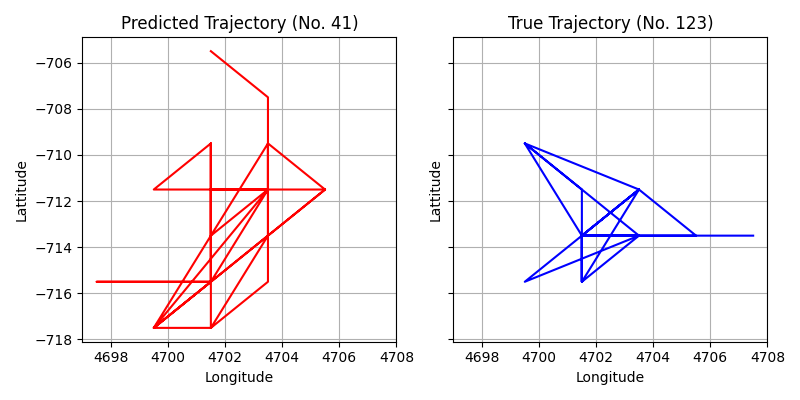 Predicted Trajectory (No. 41)
True Trajectory (No. 123)
−706
−708
−710
−712
−714
−716
−718
Lattitude
Lattitude
4698 4700 4702 4704 4706 4708
4698 4700 4702 4704 4706 4708
Longitude
Longitude